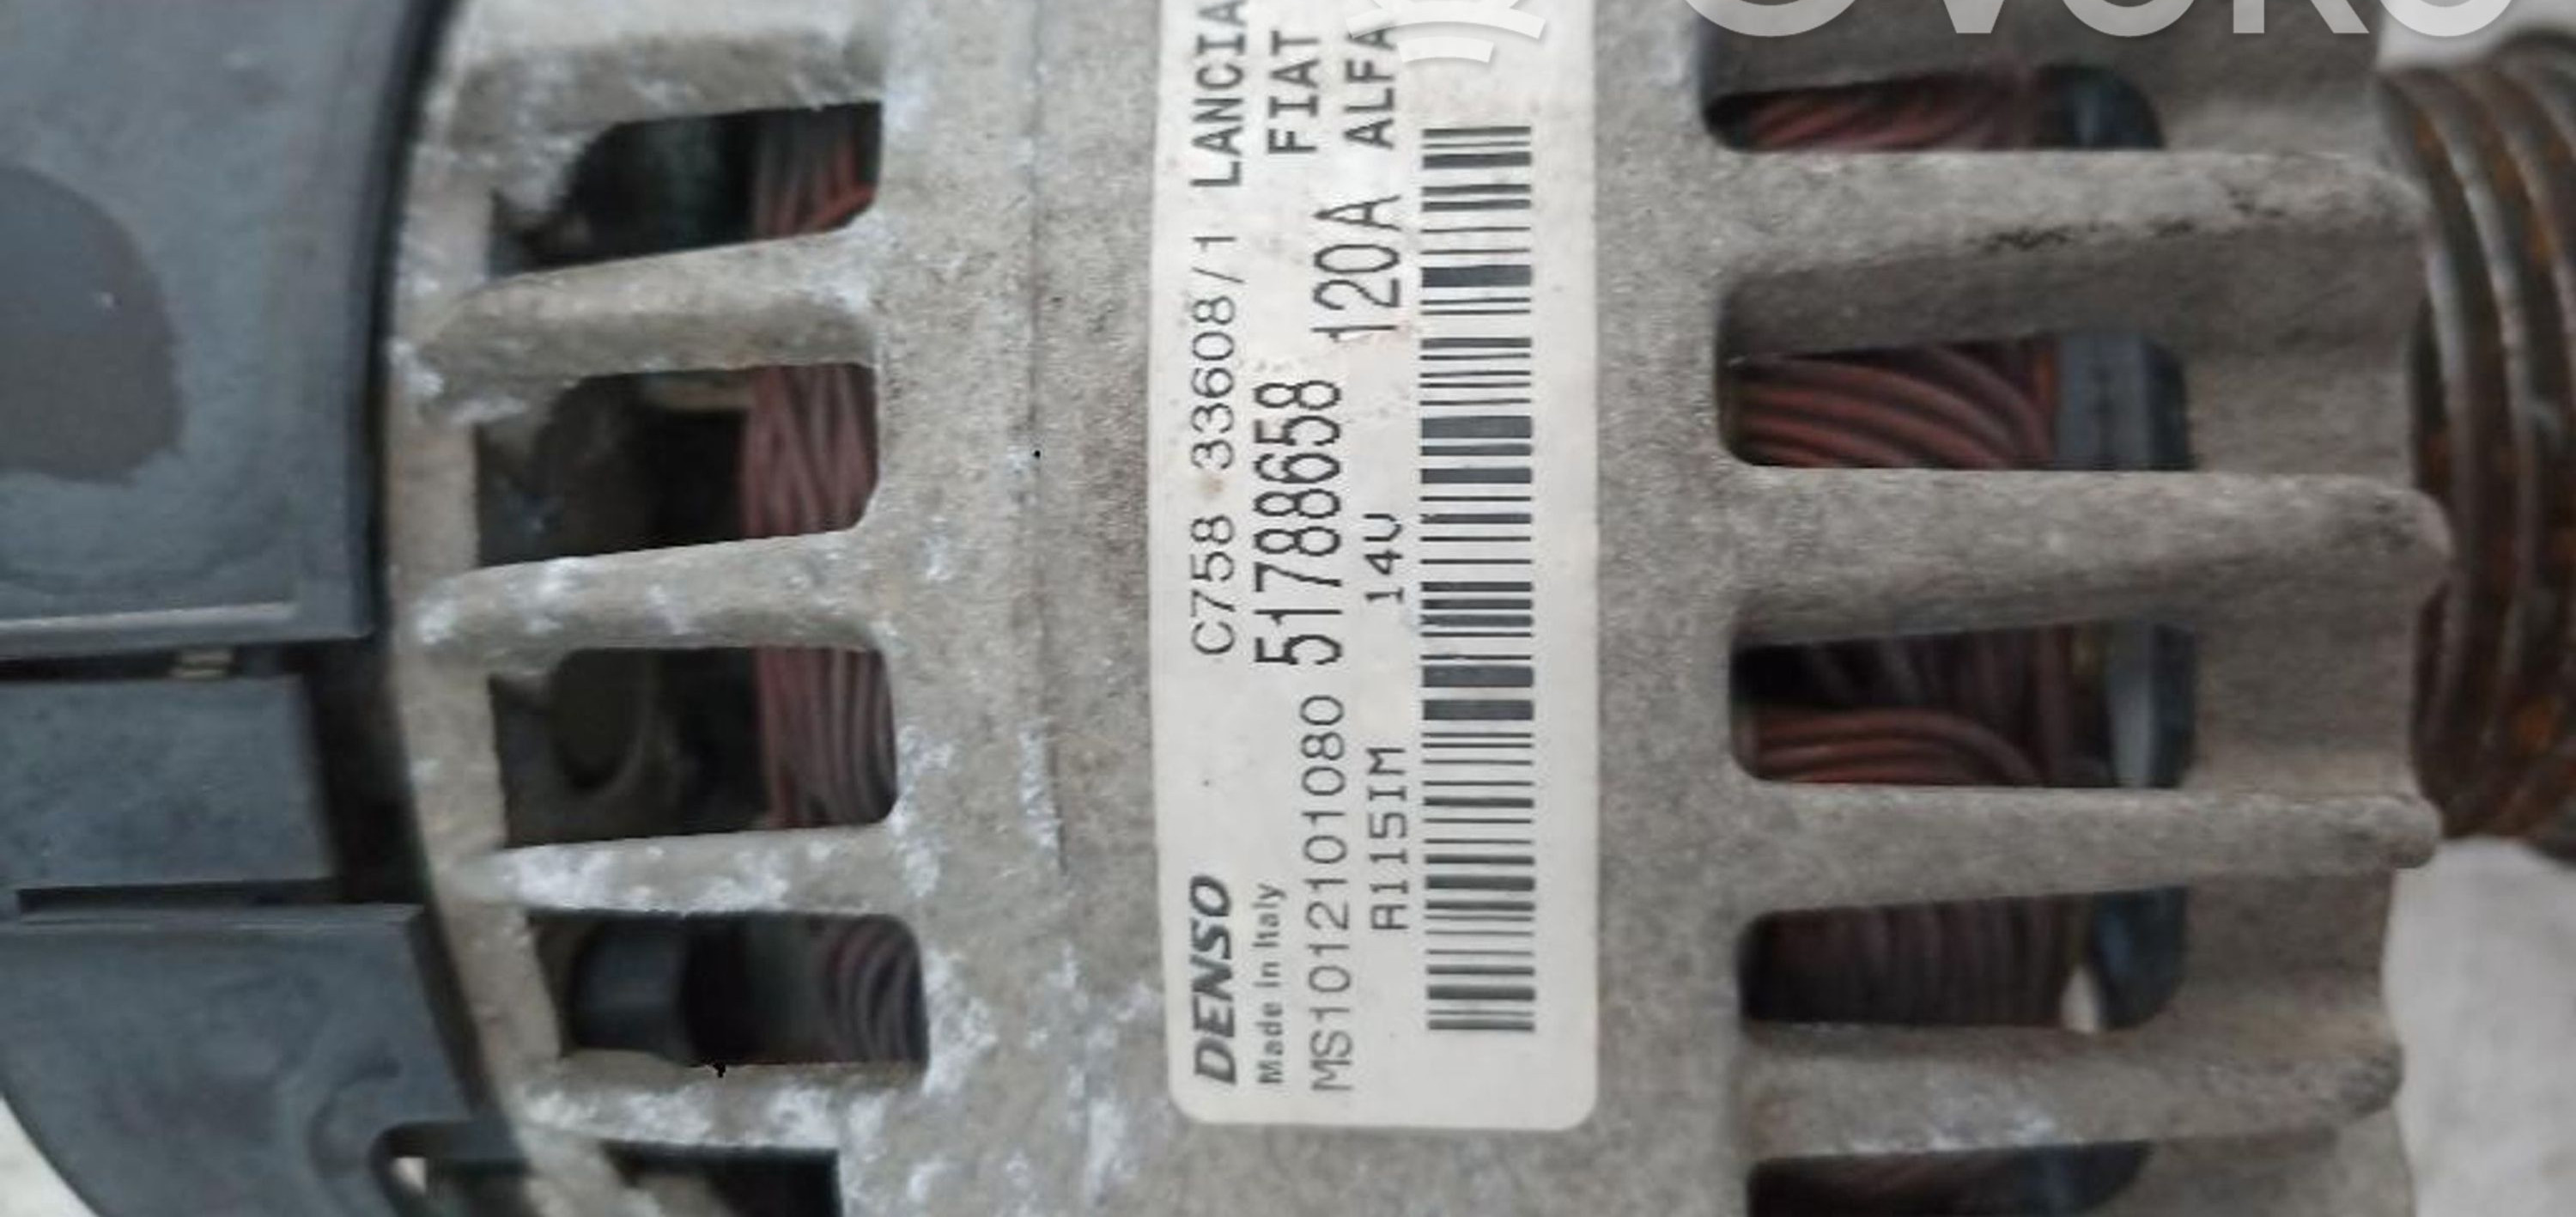 DENSO C758 33608/1 LANCIA
Made in Italy 51788658 FIAT
MS1012101080 120A ALFA
A115IM 14V